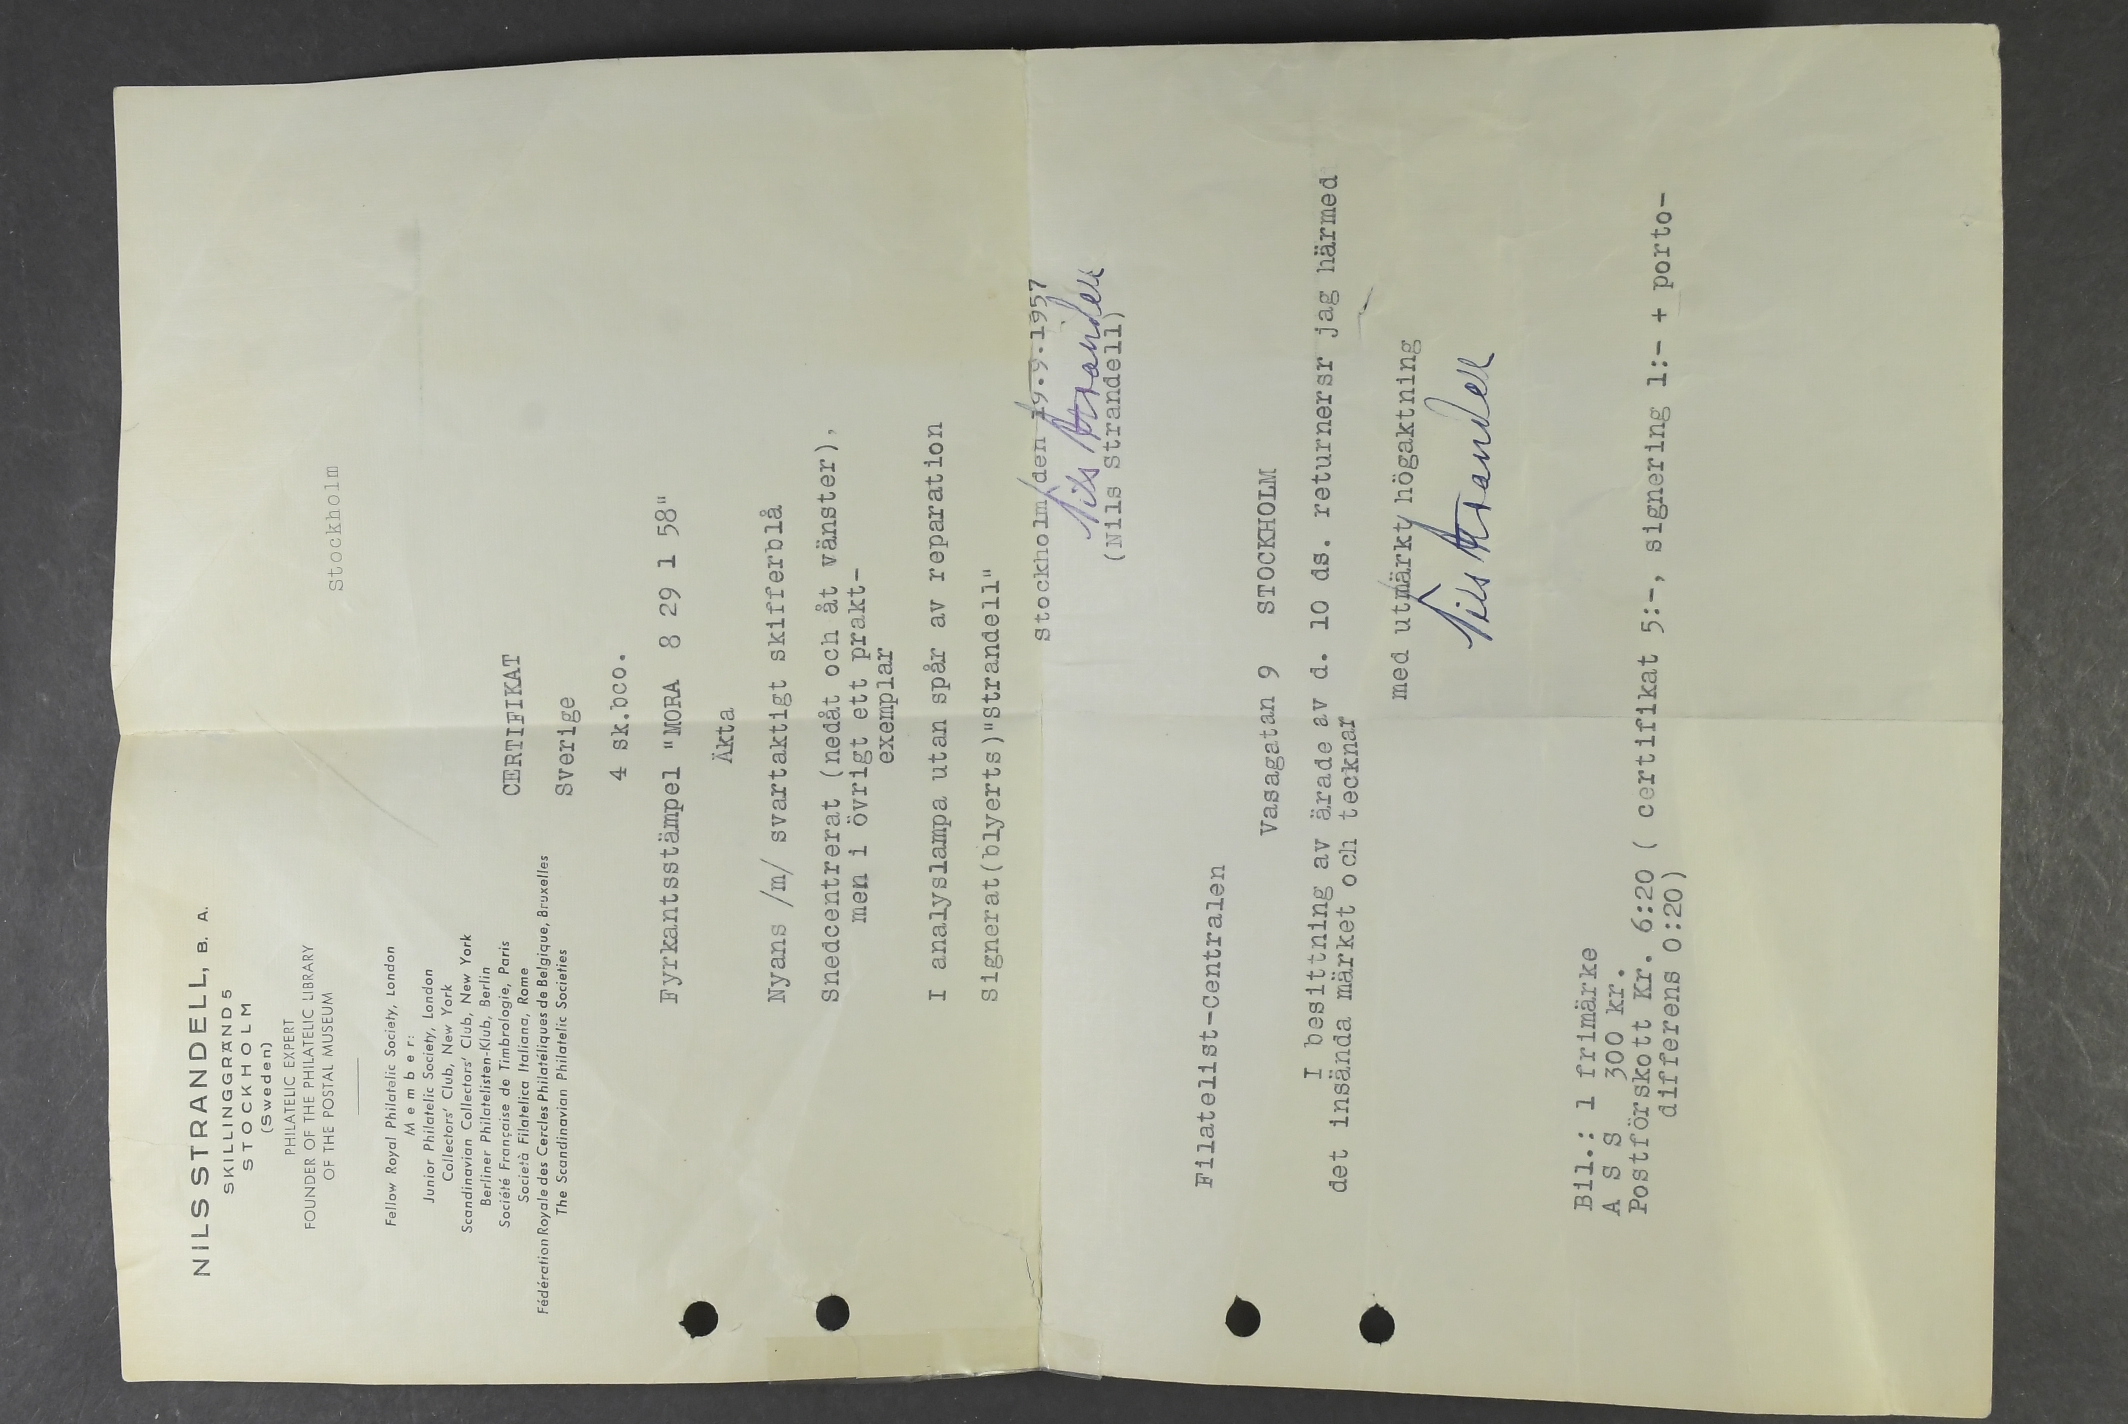 NILS STRANDELL, B. A.
SKILLINGGRÄND 5
STOCKHOLM
(Sweden)
PHILATELIC EXPERT
FOUNDER OF THE PHILATELIC LIBRARY
OF THE POSTAL MUSEUM
Stockholm
Fellow Royal Philatelic Society, London
Member:
Junior Philatelic Society, London
Collectors' Club, New York
Scandinavian Collectors' Club, New York
Berliner Philatelisten-Klub, Berlin
Société Française de Timbrologie, Paris
Società Filatelica Italiana, Rome
Fédération Royale des Cercles Philatéliques de Belgique, Bruxelles
The Scandinavian Philatelic Societies
CERTIFIKAT
Sverige
4 sk.bco.
Fyrkantsstämpel "MORA 8 29 1 58"
Äkta
Nyans /m/ svartaktigt skifferblå
Snedcentrerat (nedåt och åt vänster),
men i övrigt ett prakt-
exemplar
I analyslampa utan spår av reparation
Signerat(blyerts)"Strandell"
Stockholm den 19.9.1957
Nils Strandell
(Nils Strandell)
Filatelist-Centralen
Vasagatan 9 STOCKHOLM
I besittning av ärade av d. 10 ds. returnersr jag härmed
det insända märket och tecknar
med utmärkt högaktning
Nils Strandell
Bil.: 1 frimärke
A S S 300 kr.
Postförskott Kr. 6:20 ( certifikat 5:-, signering 1:- + porto-
differens 0:20)